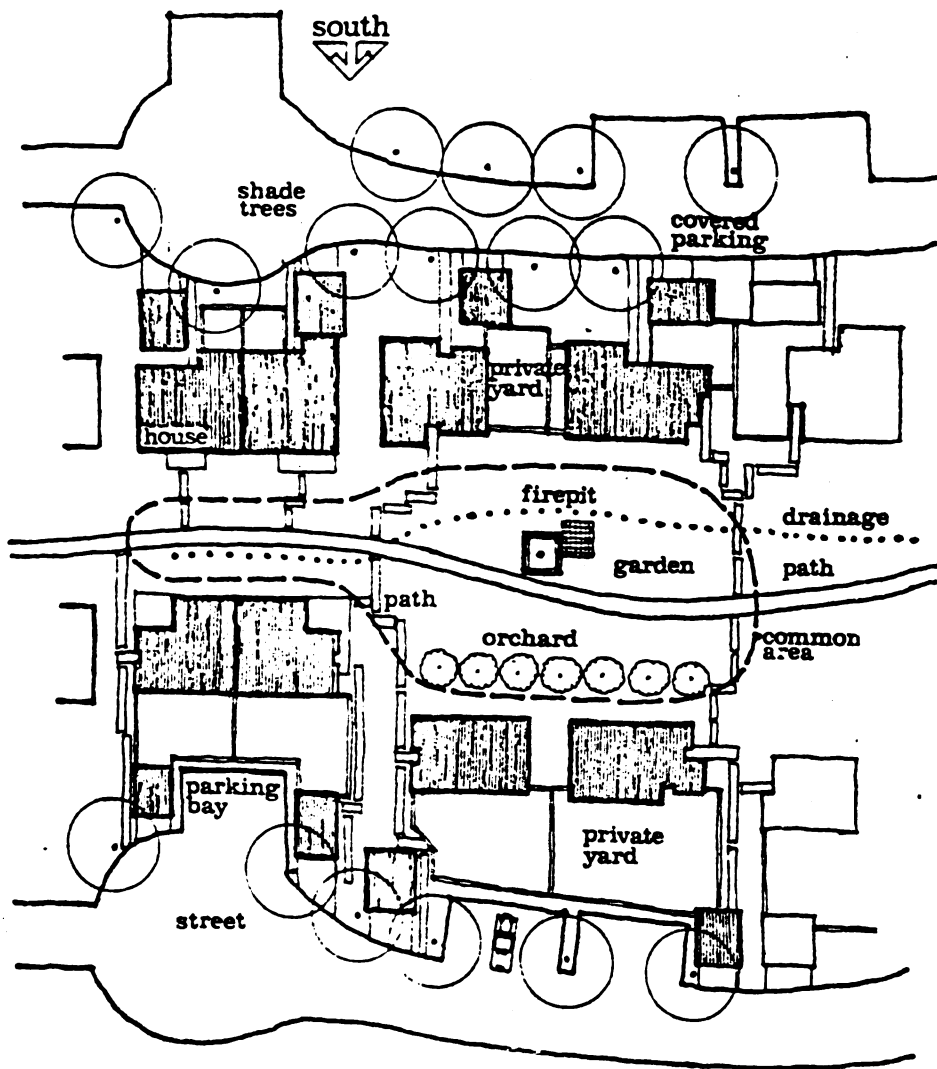 south
shade
trees
covered
parking
private
yard
house
firepit
drainage
garden
path
path
orchard
common
area
parking
bay
private
yard
street